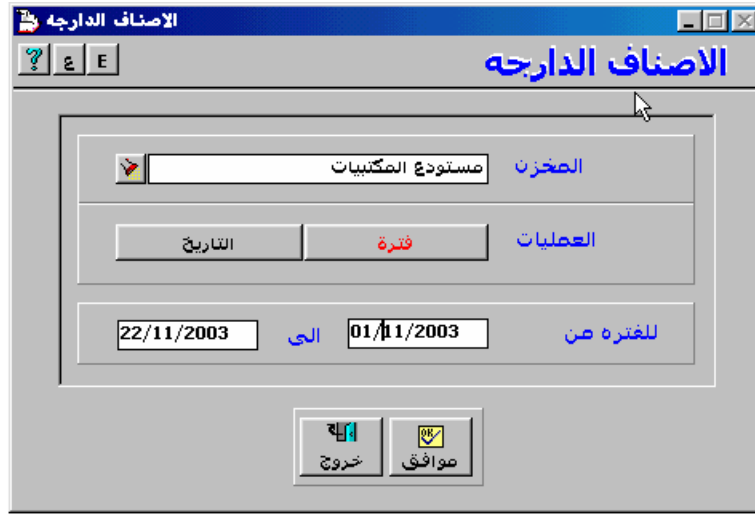 الاصناف الدارجه
الاصناف الدارجه E ع ?
المخزن مستودع المكتبيات
العمليات فترة التاريخ
للفتره من 01/11/2003 الى 22/11/2003
OK
موافق خروج